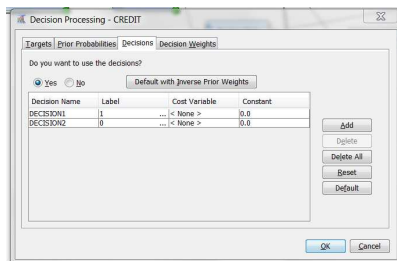 Decision Processing - CREDIT
Targets Prior Probabilities Decisions Decision Weights
Do you want to use the decisions?
Yes No Default with Inverse Prior Weights
Decision Name Label Cost Variable Constant
DECISION1 1 ... < None > 0.0
DECISION2 0 ... < None > 0.0
Add
Delete
Delete All
Reset
Default
OK Cancel